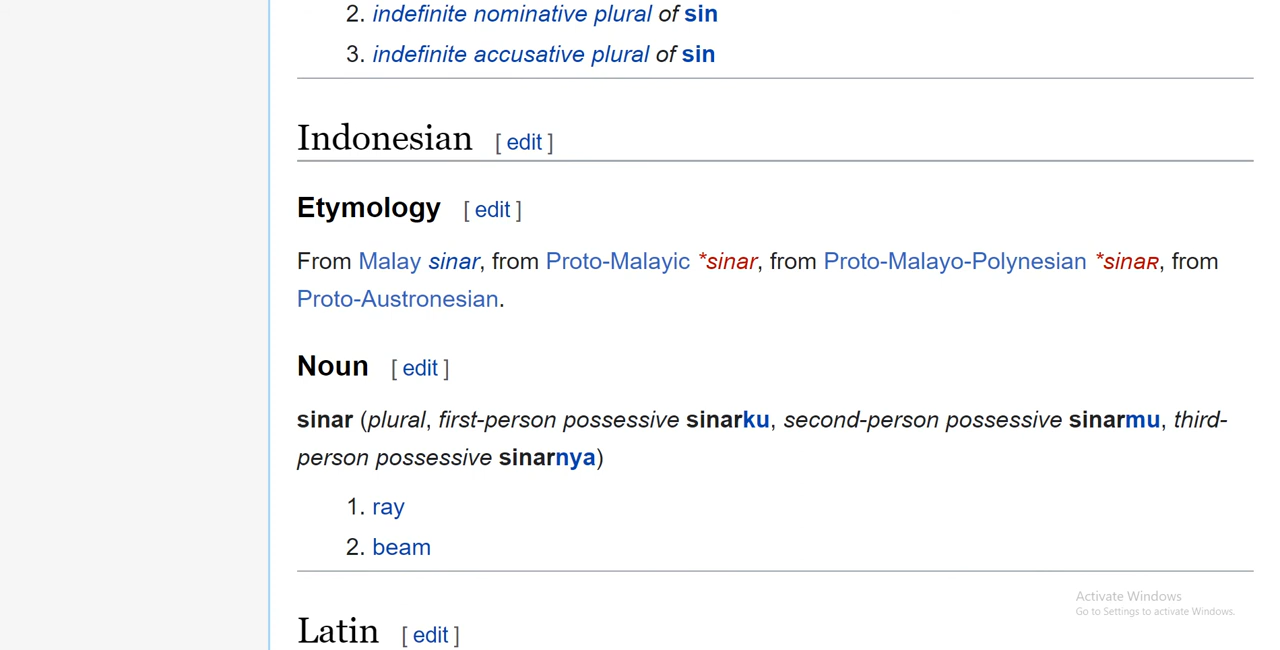 2. indefinite nominative plural of sin
3. indefinite accusative plural of sin
Indonesian [ edit ]
Etymology [ edit ]
From Malay sinar, from Proto-Malayic *sinar, from Proto-Malayo-Polynesian *sinaʀ, from
Proto-Austronesian.
Noun [ edit ]
sinar (plural, first-person possessive sinarku, second-person possessive sinarmu, third-
person possessive sinarnya)
1. ray
2. beam
Activate Windows
Go to Settings to activate Windows.
Latin [ edit ]